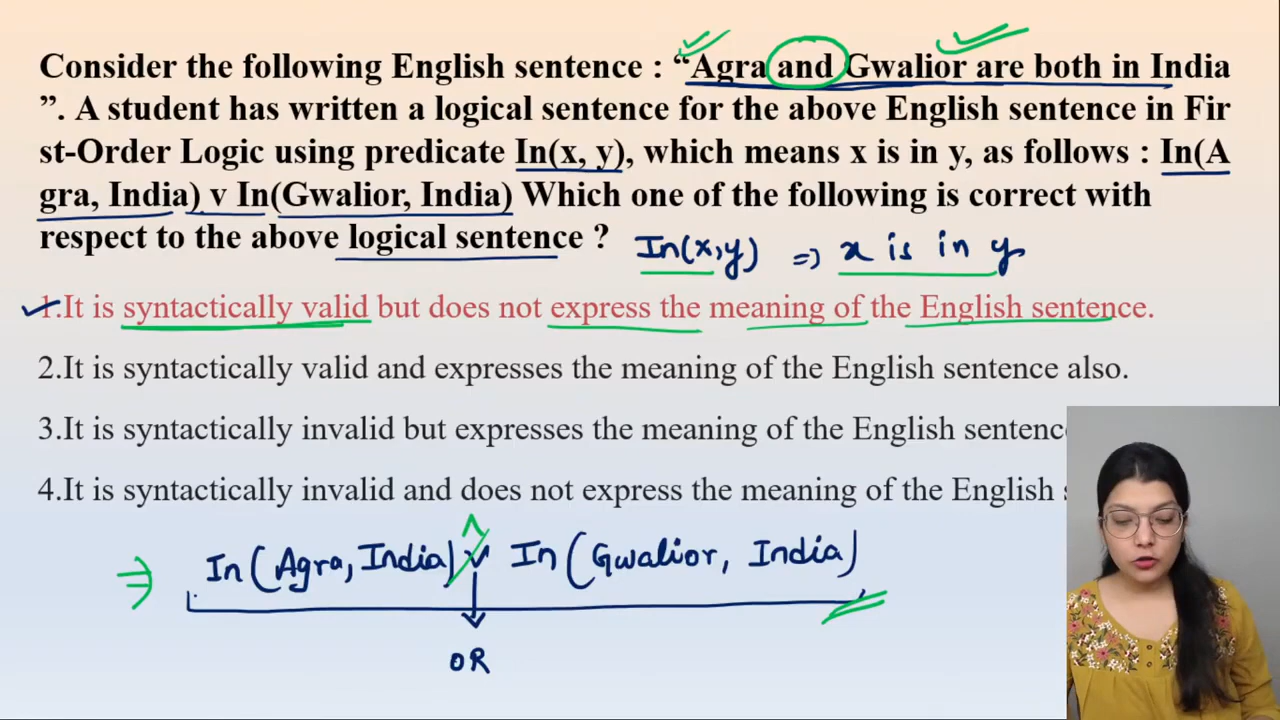 Consider the following English sentence : “Agra and Gwalior are both in India
”. A student has written a logical sentence for the above English sentence in Fir
st-Order Logic using predicate In(x, y), which means x is in y, as follows : In(A
gra, India) v In(Gwalior, India) Which one of the following is correct with
respect to the above logical sentence ?
In(x,y) => x is in y
1.It is syntactically valid but does not express the meaning of the English sentence.
2.It is syntactically valid and expresses the meaning of the English sentence also.
3.It is syntactically invalid but expresses the meaning of the English sentenc
4.It is syntactically invalid and does not express the meaning of the English
^
=> In(Agra, India) v In(Gwalior, India)
OR